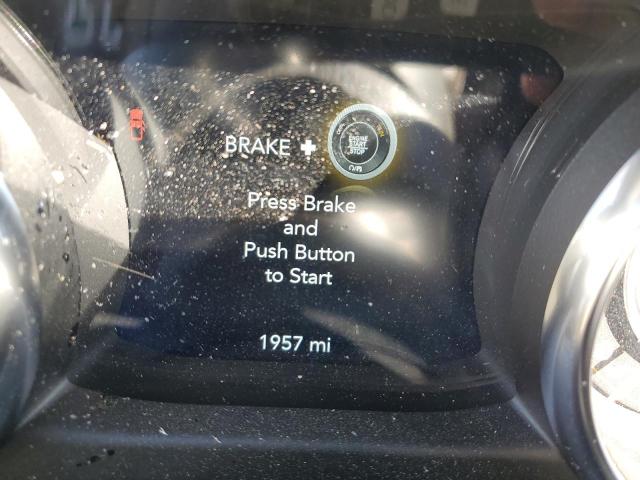 BRAKE +
ENGINE
START
STOP
Press Brake
and
Push Button
to Start
1957 mi